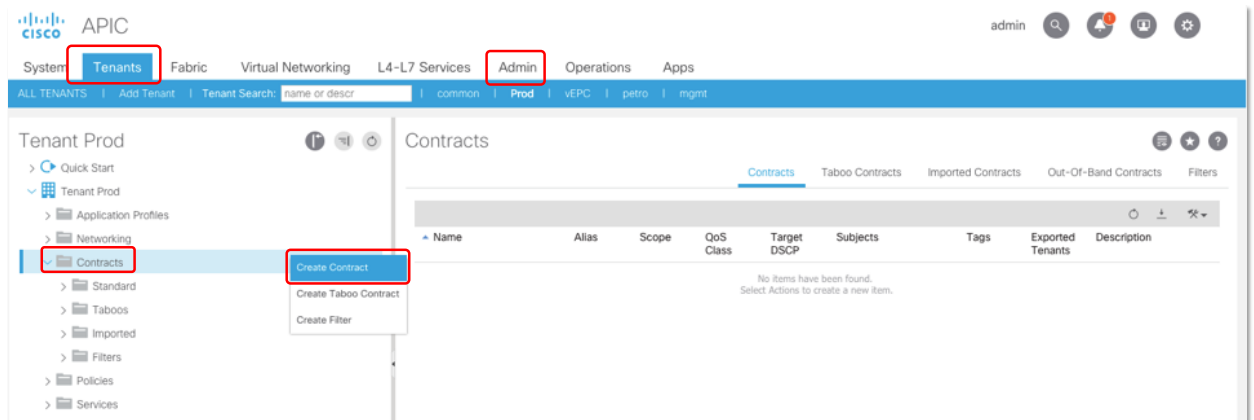 cisco APIC admin 1
System Tenants Fabric Virtual Networking L4-L7 Services Admin Operations Apps
ALL TENANTS | Add Tenant | Tenant Search: name or descr | common | Prod | vEPC | petro | mgmt
Tenant Prod
Quick Start
Tenant Prod
Application Profiles
Networking
Contracts
Standard
Taboos
Imported
Filters
Policies
Services
Create Contract
Create Taboo Contract
Create Filter
Contracts
Contracts Taboo Contracts Imported Contracts Out-Of-Band Contracts Filters
Name Alias Scope QoS Class Target DSCP Subjects Tags Exported Tenants Description
No items have been found.
Select Actions to create a new item.